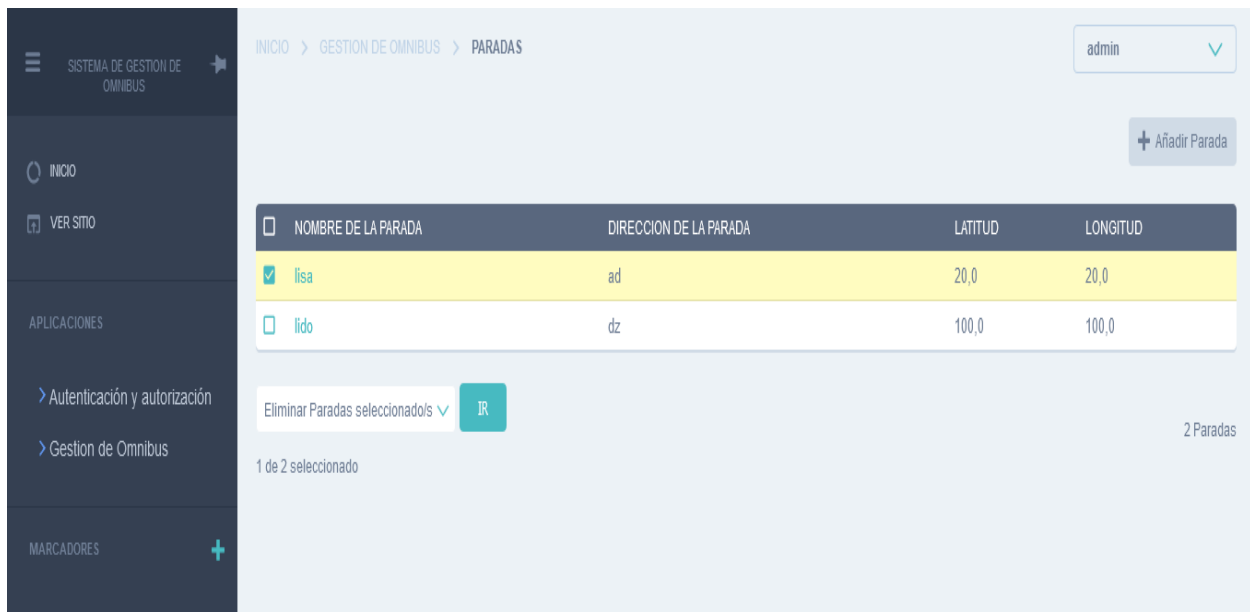 SISTEMA DE GESTION DE
OMNIBUS
INICIO
VER SITIO
APLICACIONES
Autenticación y autorización
Gestion de Omnibus
MARCADORES
INICIO > GESTION DE OMNIBUS > PARADAS
admin
+ Añadir Parada
NOMBRE DE LA PARADA DIRECCION DE LA PARADA LATITUD LONGITUD
lisa ad 20,0 20,0
lido dz 100,0 100,0
Eliminar Paradas seleccionado/s IR
2 Paradas
1 de 2 seleccionado